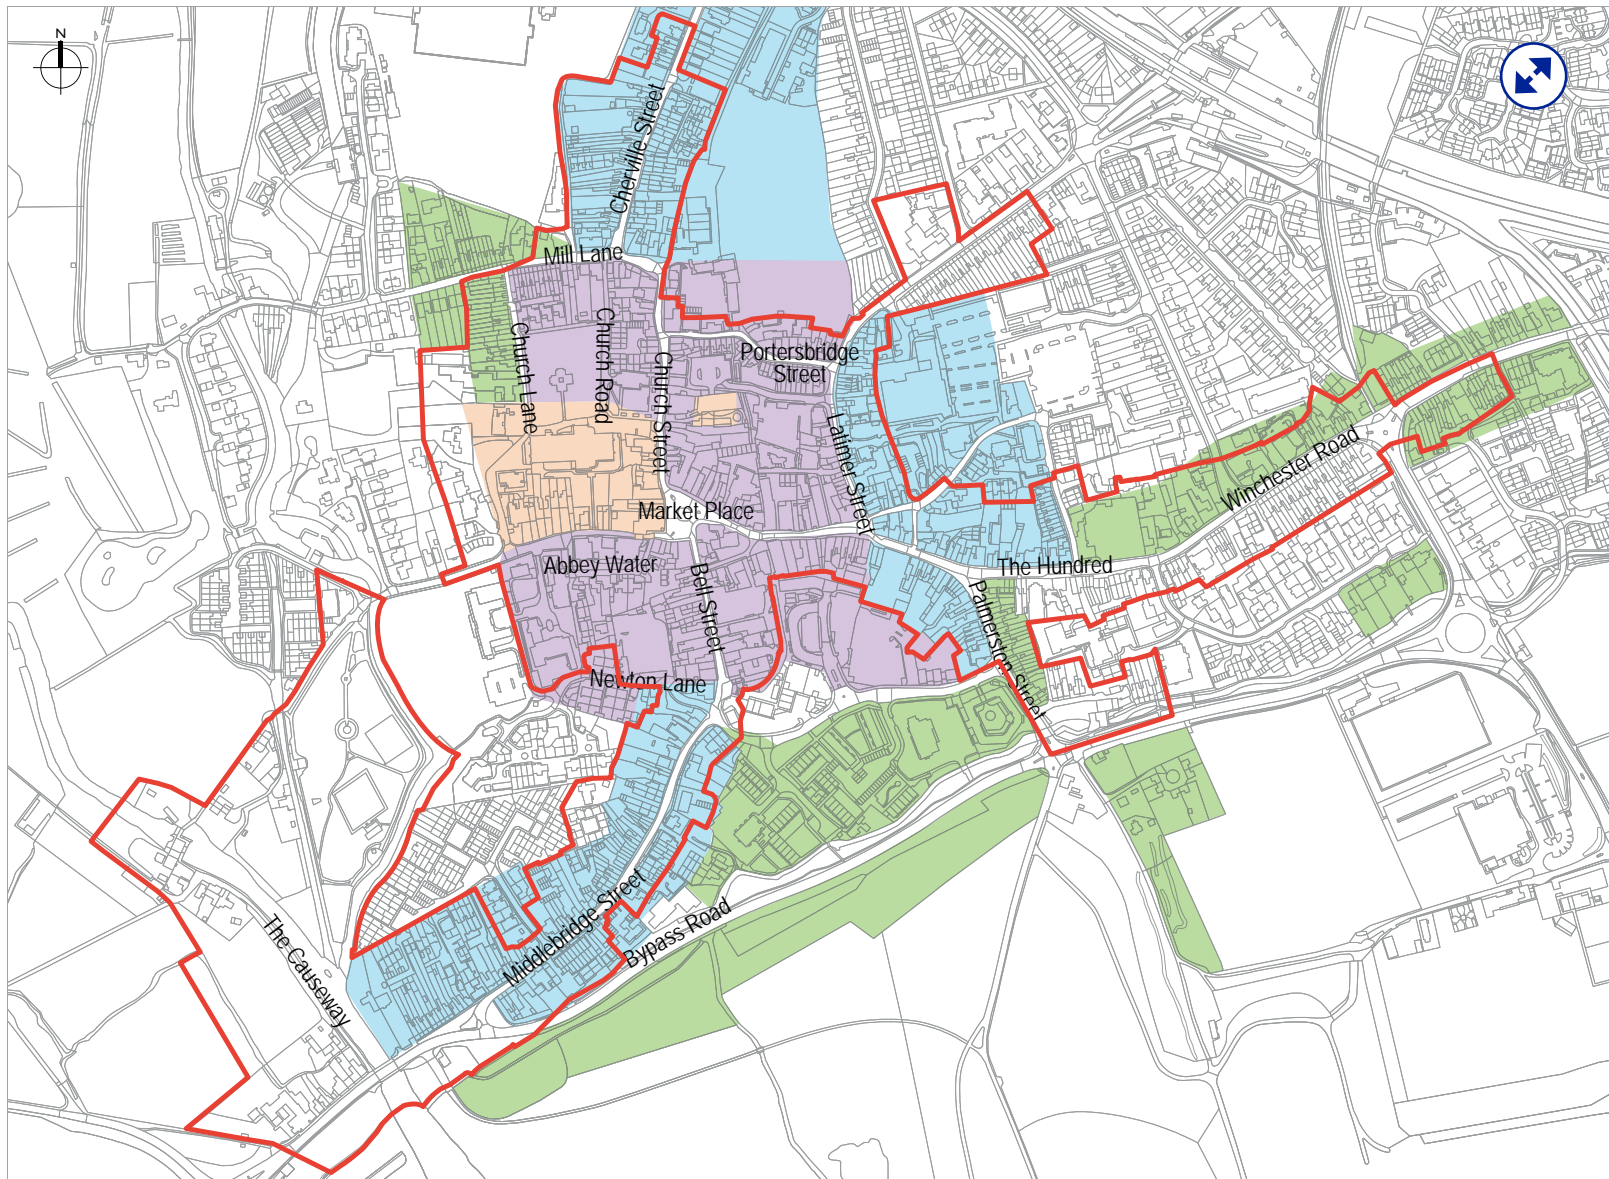 N
Cherville Street
Mill Lane
Church Lane
Church Road
Church Street
Portersbridge
Street
Latimer Street
Market Place
Winchester Road
Abbey Water
Bell Street
The Hundred
Palmerston Street
Newton Lane
Middlebridge Street
Bypass Road
The Causeway